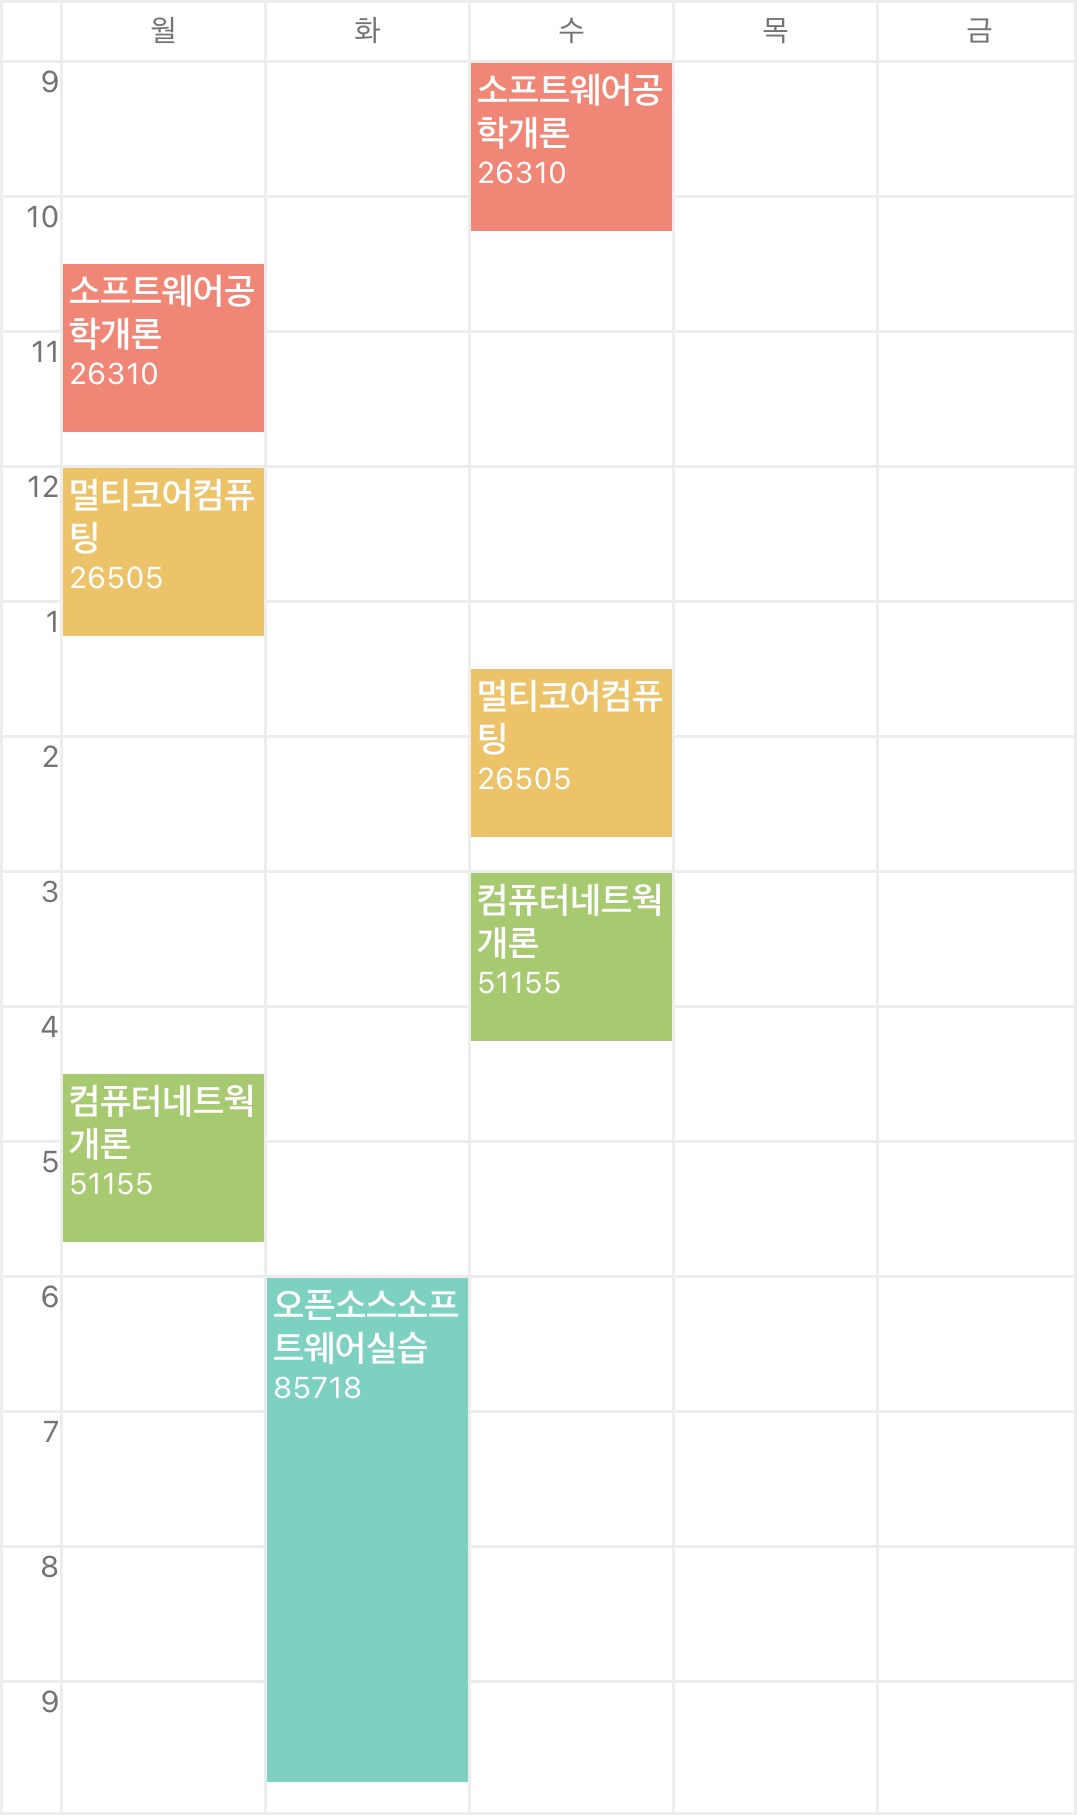 월 화 수 목 금
9
소프트웨어공
학개론
26310
10
소프트웨어공
학개론
26310
11
12
멀티코어컴퓨
팅
26505
1
멀티코어컴퓨
팅
26505
2
3
컴퓨터네트웍
개론
51155
4
컴퓨터네트웍
개론
51155
5
6
오픈소스소프
트웨어실습
85718
7
8
9